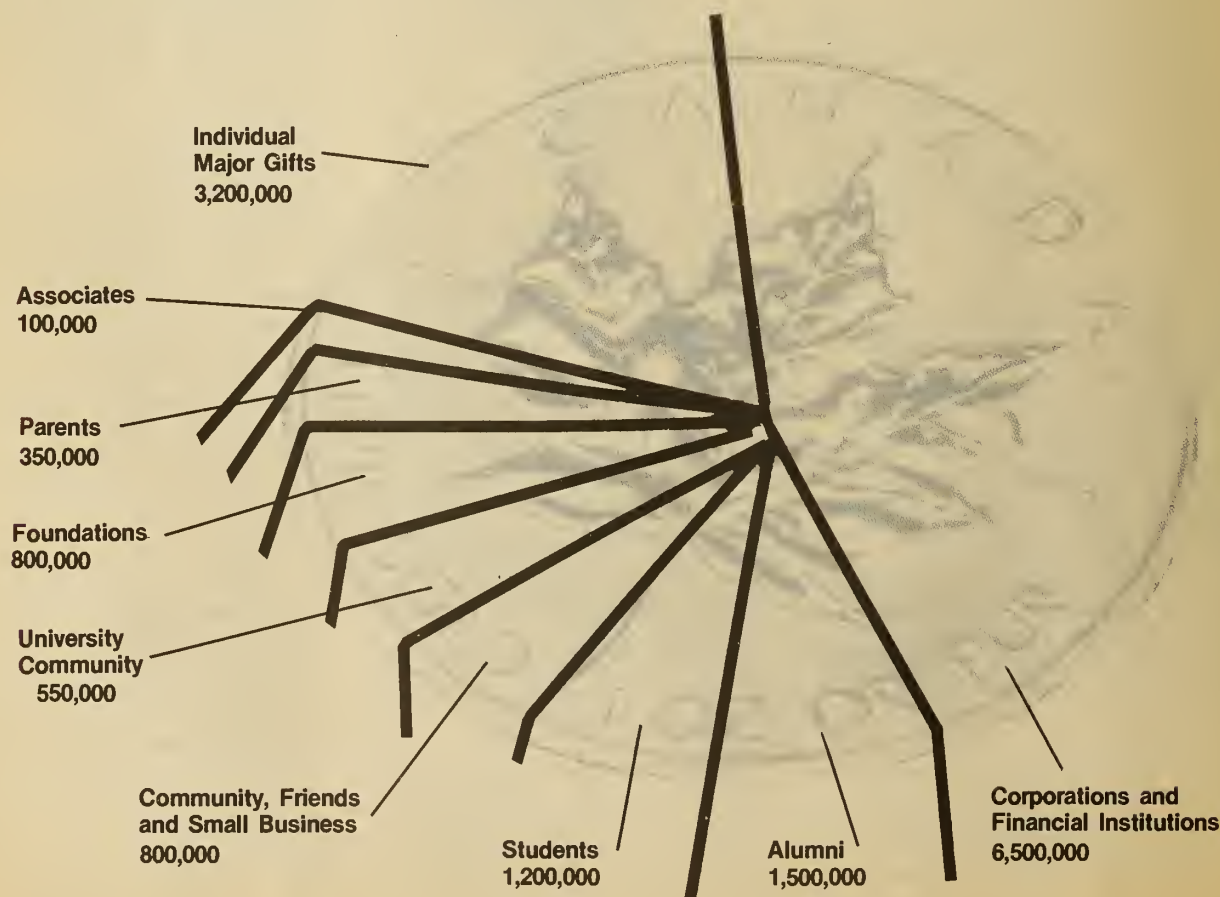 Individual
Major Gifts
3,200,000
Associates
100,000
Parents
350,000
Foundations
800,000
University
Community
550,000
Community, Friends
and Small Business
800,000
Students
1,200,000
Alumni
1,500,000
Corporations and
Financial Institutions
6,500,000